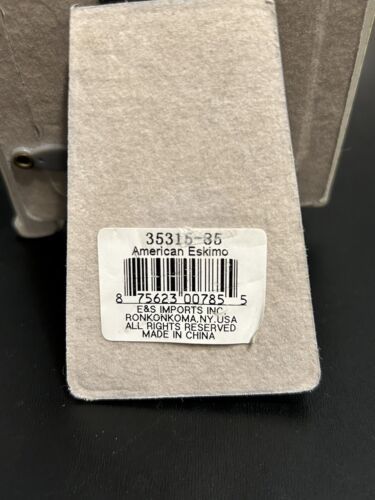 35315-35
American Eskimo
8 75623 00785 5
E&S IMPORTS INC.
RONKONKOMA, NY. USA
ALL RIGHTS RESERVED
MADE IN CHINA